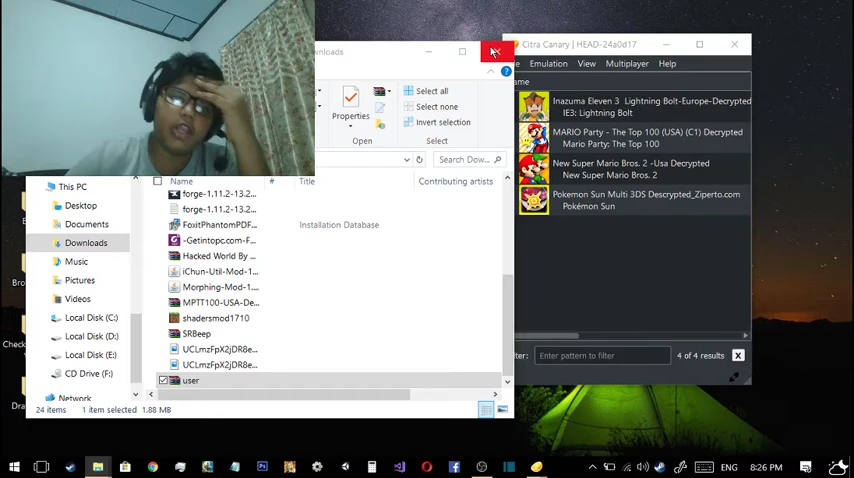 wnloads
Properties
Select all
Select none
Invert selection
Open
Select
Search Dow...
This PC
Desktop
Documents
Downloads
Music
Pictures
Videos
Local Disk (C:)
Local Disk (D:)
Local Disk (E:)
CD Drive (F:)
Network
Name
#
Title
Contributing artists
forge-1.11.2-13.2...
forge-1.11.2-13.2...
FoxitPhantomPDF...
Installation Database
-Getintopc.com-F...
Hacked World By ...
iChun-Util-Mod-1...
Morphing-Mod-1....
MPTT100-USA-De...
shadersmod1710
SRBeep
UCLmzFpX2jDR8e...
UCLmzFpX2jDR8e...
user
24 items
1 item selected 1.88 MB
Citra Canary | HEAD-24a0d17
Emulation
View
Multiplayer
Help
ame
Inazuma Eleven 3 Lightning Bolt-Europe-Decrypted
IE3: Lightning Bolt
MARIO Party - The Top 100 (USA) (C1) Decrypted
Mario Party: The Top 100
New Super Mario Bros. 2 -Usa Decrypted
New Super Mario Bros. 2
Pokemon Sun Multi 3DS Descrypted_Ziperto.com
Pokémon Sun
lter:
Enter pattern to filter
4 of 4 results
X
Bro
Check
Dra
ENG
8:26 PM